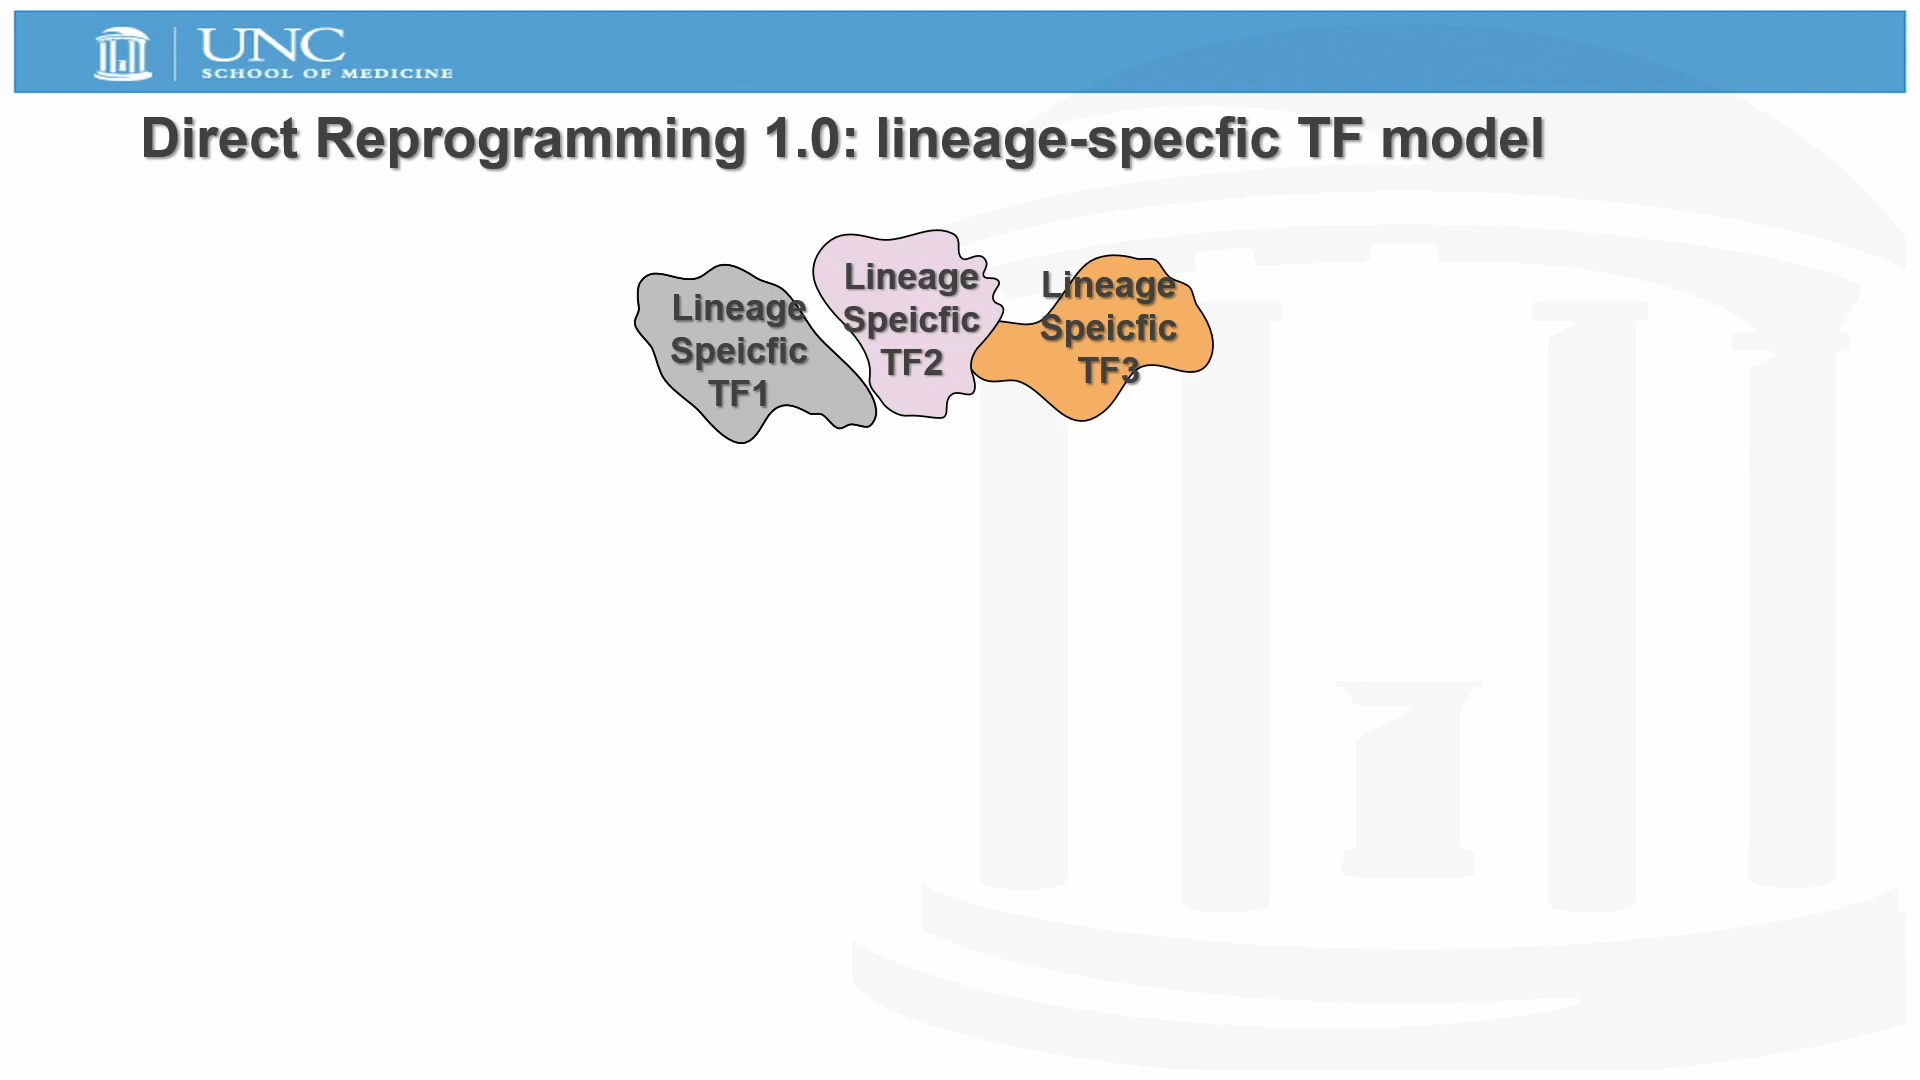 UNC
SCHOOL OF MEDICINE
Direct Reprogramming 1.0: lineage-specfic TF model
Lineage
Speicfic
TF1
Lineage
Speicfic
TF2
Lineage
Speicfic
TF3